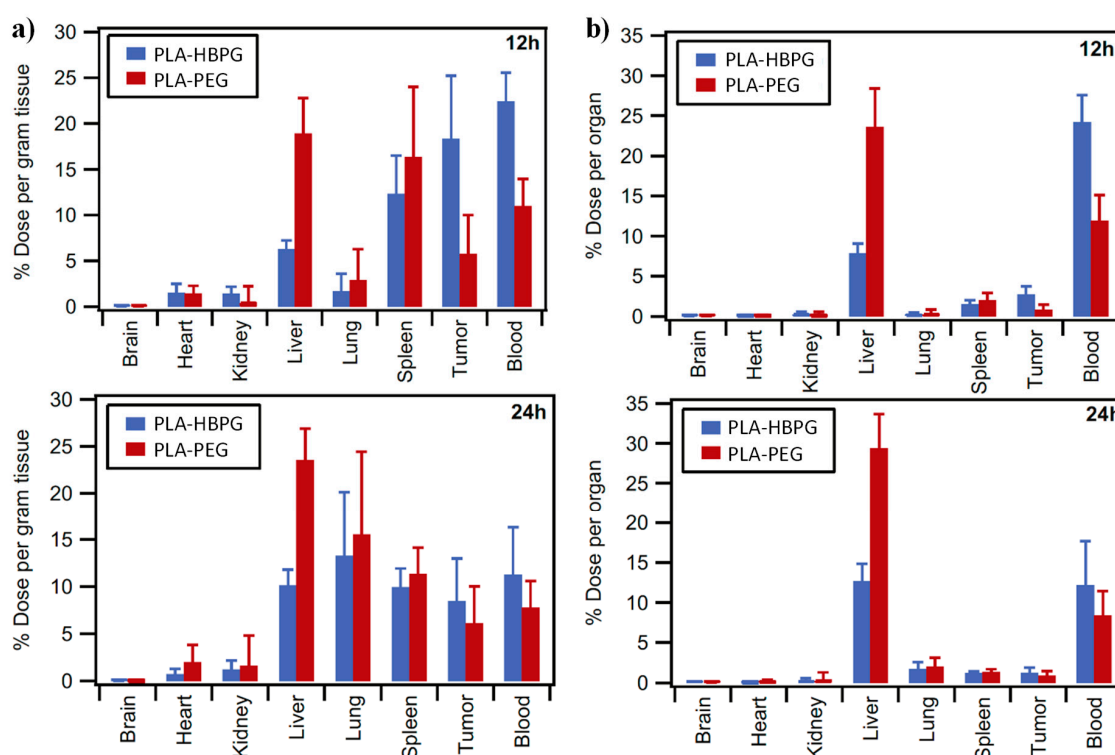 a)
% Dose per gram tissue
30
25
20
15
10
5
0
12h
PLA-HBPG
PLA-PEG
Brain
Heart
Kidney
Liver
Lung
Spleen
Tumor
Blood
b)
% Dose per organ
35
30
25
20
15
10
5
0
12h
PLA-HBPG
PLA-PEG
Brain
Heart
Kidney
Liver
Lung
Spleen
Tumor
Blood
% Dose per gram tissue
30
25
20
15
10
5
0
24h
PLA-HBPG
PLA-PEG
Brain
Heart
Kidney
Liver
Lung
Spleen
Tumor
Blood
% Dose per organ
35
30
25
20
15
10
5
0
24h
PLA-HBPG
PLA-PEG
Brain
Heart
Kidney
Liver
Lung
Spleen
Tumor
Blood